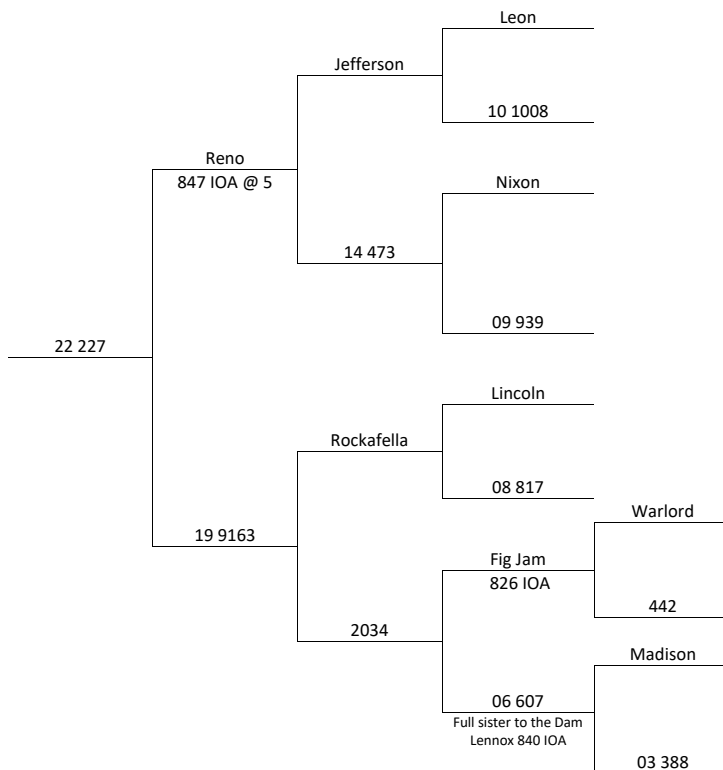 Leon
Jefferson
10 1008
Reno
847 IOA @ 5
Nixon
14 473
09 939
22 227
Lincoln
Rockafella
08 817
Warlord
19 9163
Fig Jam
826 IOA
442
2034
Madison
06 607
Full sister to the Dam
Lennox 840 IOA
03 388